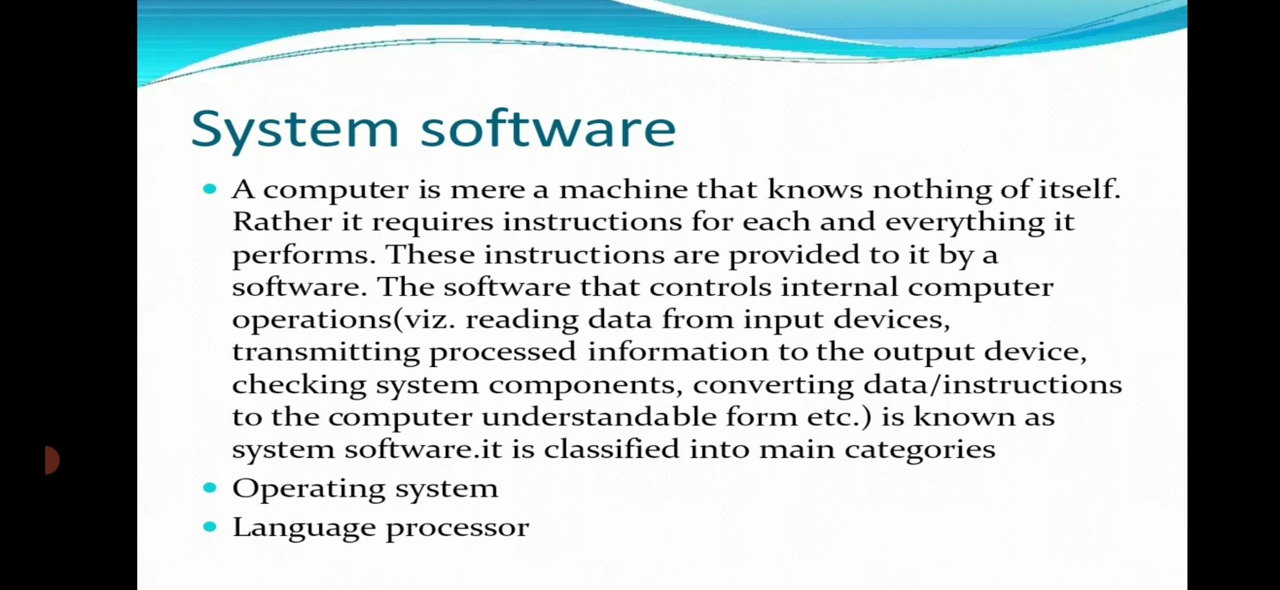 System software
A computer is mere a machine that knows nothing of itself.
Rather it requires instructions for each and everything it
performs. These instructions are provided to it by a
software. The software that controls internal computer
operations(viz. reading data from input devices,
transmitting processed information to the output device,
checking system components, converting data/instructions
to the computer understandable form etc.) is known as
system software.it is classified into main categories
Operating system
Language processor